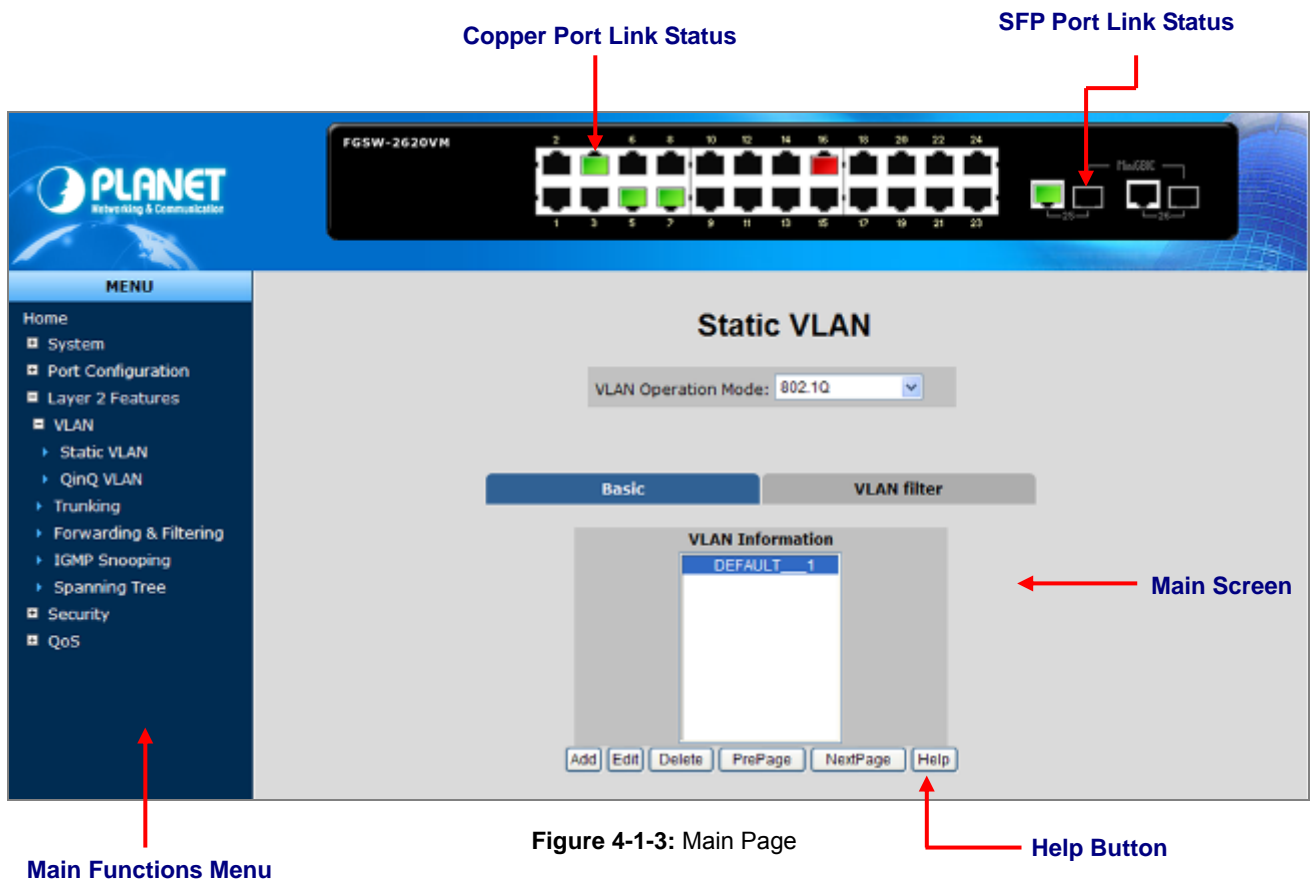 Copper Port Link Status
SFP Port Link Status
FGSW-2620VM
2 6 8 10 12 14 16 18 20 22 24
MiniGBIC
25 26
1 3 5 7 9 11 13 15 17 19 21 23
PLANET
Networking & Communication
MENU
Home
System
Port Configuration
Layer 2 Features
VLAN
Static VLAN
QinQ VLAN
Trunking
Forwarding & Filtering
IGMP Snooping
Spanning Tree
Security
QoS
Static VLAN
VLAN Operation Mode: 802.1Q
Basic VLAN filter
VLAN Information
DEFAULT___1
Main Screen
Add Edit Delete PrePage NextPage Help
Figure 4-1-3: Main Page
Help Button
Main Functions Menu